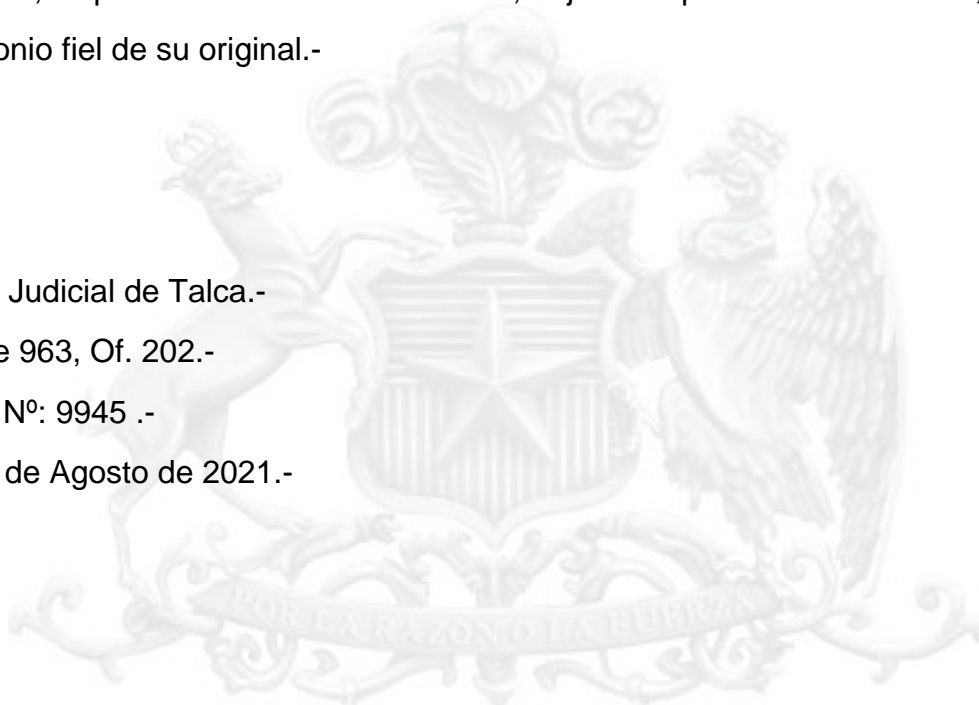 onio fiel de su original.-
Judicial de Talca.-
e 963, Of. 202.-
Nº: 9945 .-
de Agosto de 2021.-
POR LA RAZON O LA FUERZA